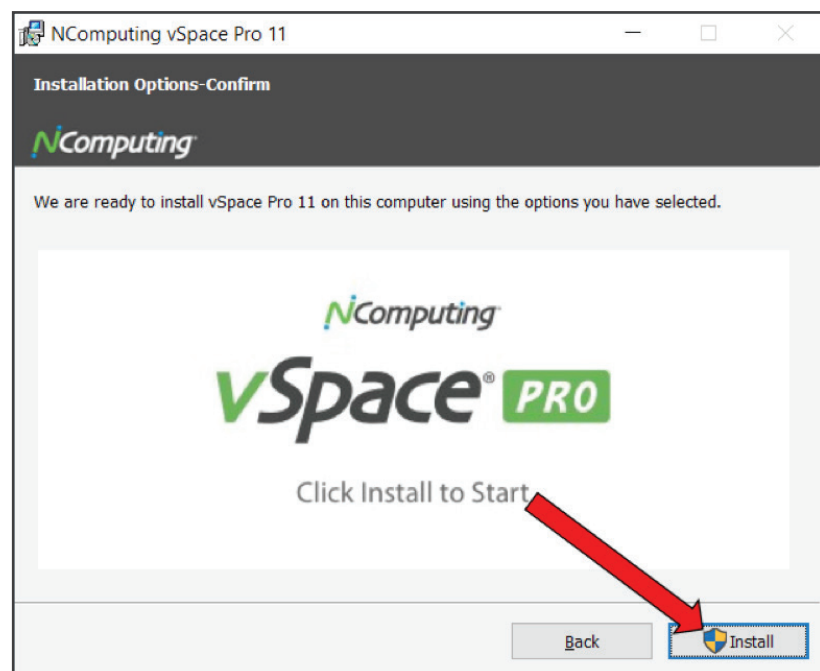 NComputing vSpace Pro 11
Installation Options-Confirm
NComputing
We are ready to install vSpace Pro 11 on this computer using the options you have selected.
NComputing
vSpace® PRO
Click Install to Start
Back
Install